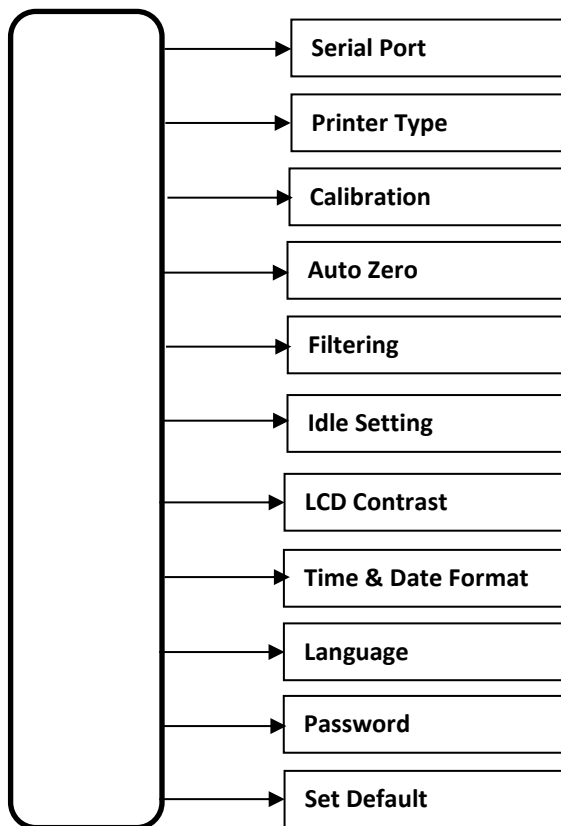 Serial Port
Printer Type
Calibration
Auto Zero
Filtering
Idle Setting
LCD Contrast
Time & Date Format
Language
Password
Set Default